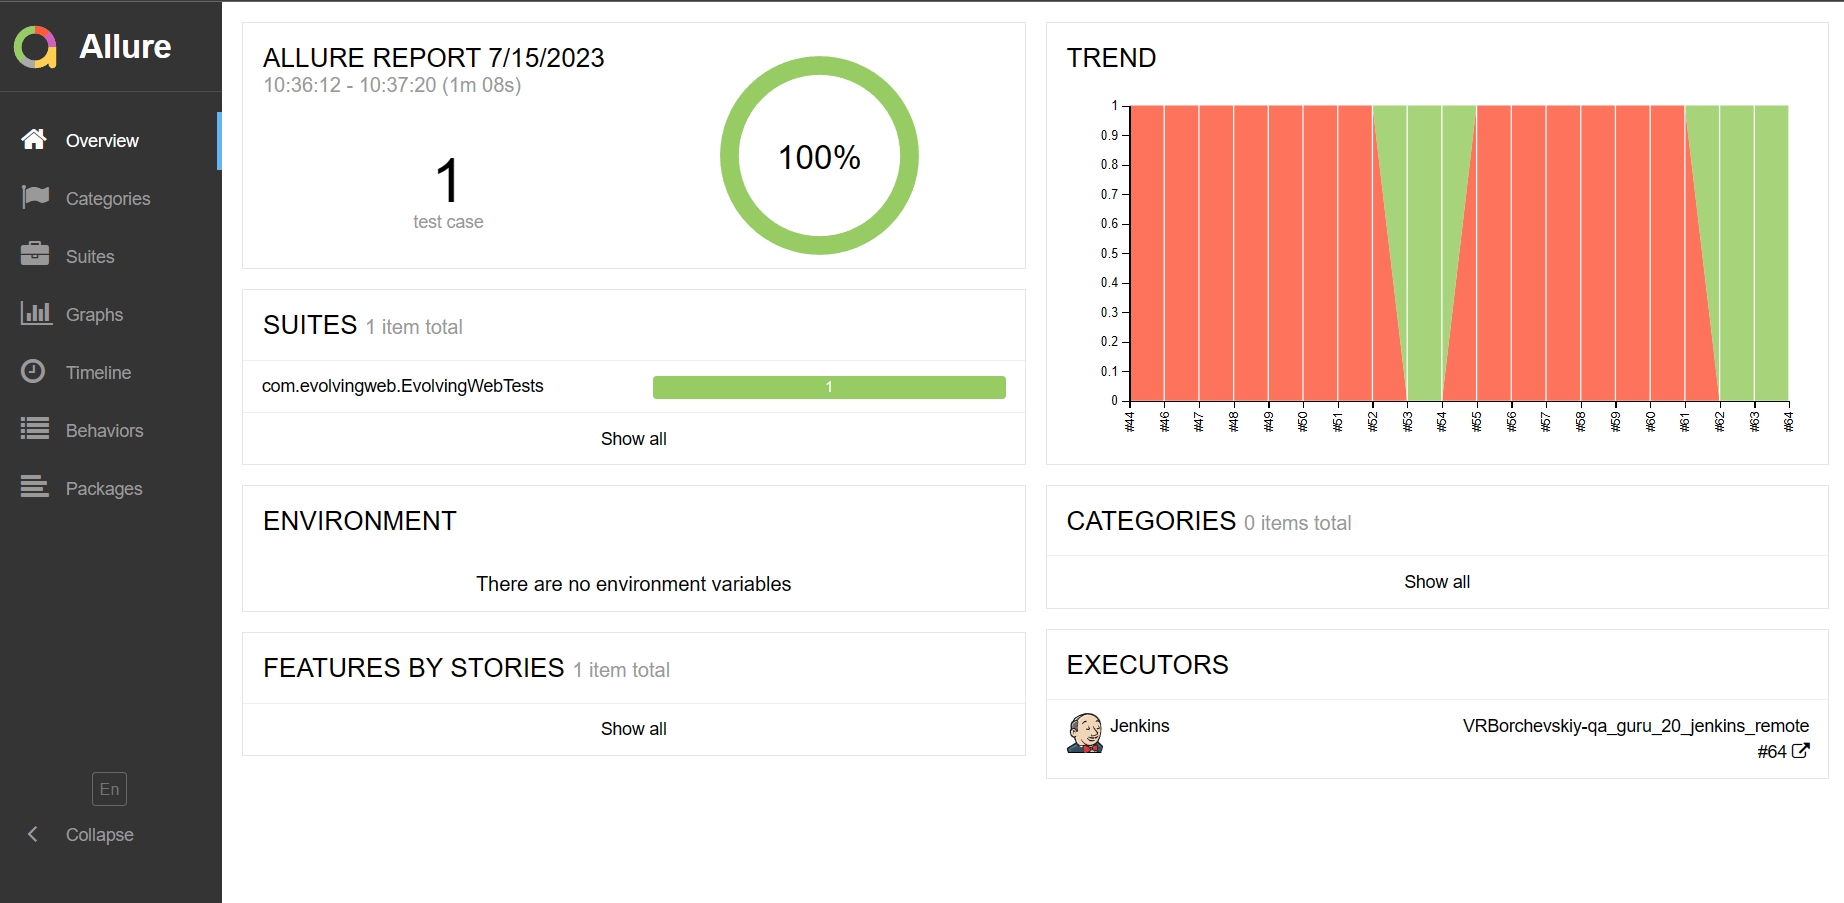 Allure
Overview
Categories
Suites
Graphs
Timeline
Behaviors
Packages
En
Collapse
ALLURE REPORT 7/15/2023
10:36:12 - 10:37:20 (1m 08s)
1
test case
100%
SUITES 1 item total
com.evolvingweb.EvolvingWebTests 1
Show all
ENVIRONMENT
There are no environment variables
FEATURES BY STORIES 1 item total
Show all
TREND
1
0.9
0.8
0.7
0.6
0.5
0.4
0.3
0.2
0.1
0
#44 #46 #47 #48 #49 #50 #51 #52 #53 #54 #55 #56 #57 #58 #59 #60 #61 #62 #63 #64
CATEGORIES 0 items total
Show all
EXECUTORS
Jenkins VRBorchevskiy-qa_guru_20_jenkins_remote
#64